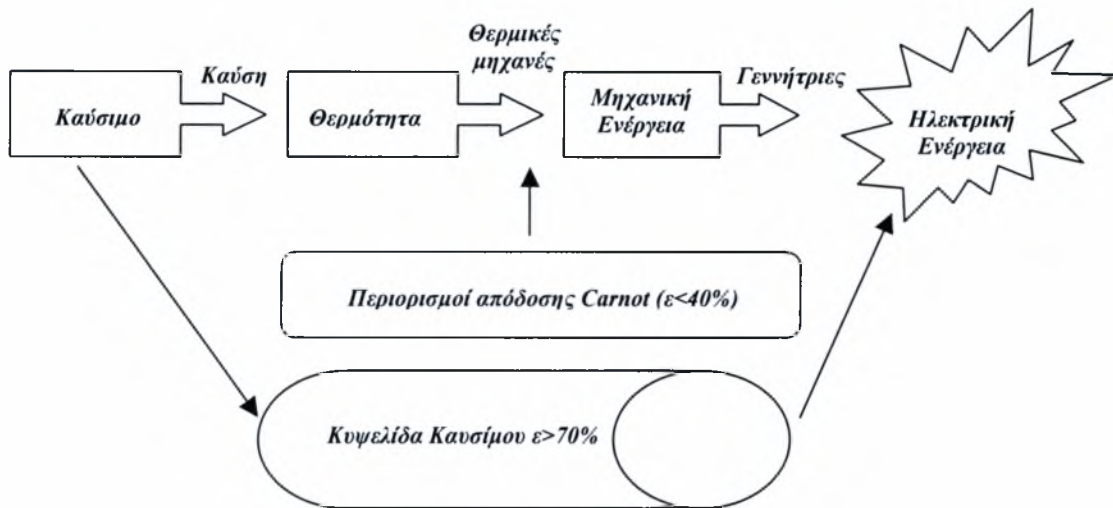 Καύση
Θερμικές
μηχανές
Γεννήτριες
Καύσιμο
Θερμότητα
Μηχανική
Ενέργεια
Ηλεκτρική
Ενέργεια
Περιορισμοί απόδοσης Carnot (ε<40%)
Κυψελίδα Καυσίμου ε>70%